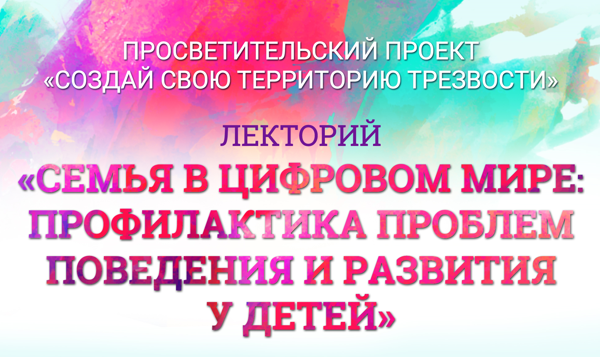 ПРОСВЕТИТЕЛЬСКИЙ ПРОЕКТ
«СОЗДАЙ СВОЮ ТЕРРИТОРИЮ ТРЕЗВОСТИ»
ЛЕКТОРИЙ
«СЕМЬЯ В ЦИФРОВОМ МИРЕ:
ПРОФИЛАКТИКА ПРОБЛЕМ
ПОВЕДЕНИЯ И РАЗВИТИЯ
У ДЕТЕЙ»